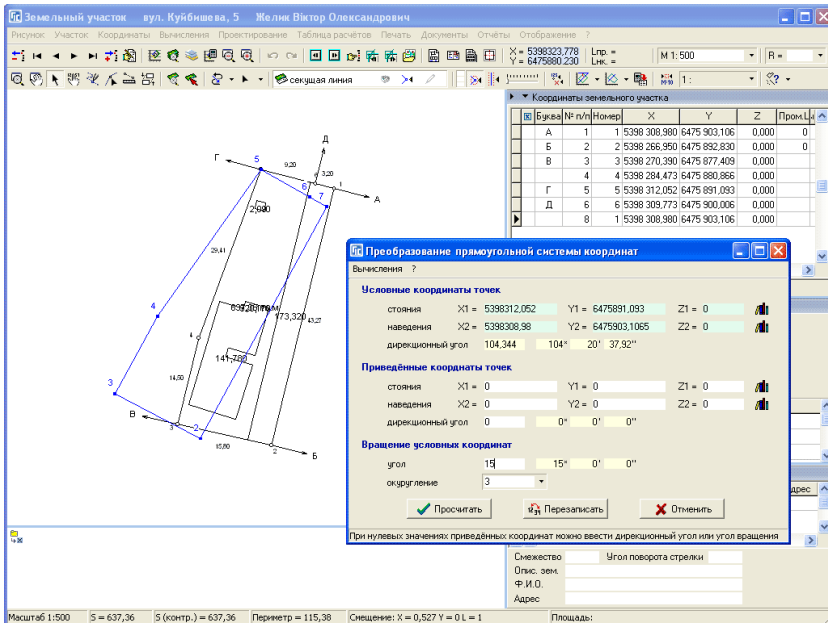 Земельный участок вул. Куйбишева, 5 Желик Віктор Олександрович
Рисунок Участок Координаты Вычисления Проектирование Таблица расчётов Печать Документы Отчёты Отображение ?
X = 5398323,778 Lпр. = М 1:500 R =
Y = 6475880.230 Lнк. =
секущая линия 1:
Координаты земельного участка
Буква № п/п Номер X Y Z Пром.L
А 1 1 5398 308,980 6475 903,106 0,000 0
Б 2 2 5398 266,950 6475 892,830 0,000 0
В 3 3 5398 270,390 6475 877,409 0,000
4 4 5398 284,473 6475 880,866 0,000
Г 5 5 5398 312,052 6475 891,093 0,000
Д 6 6 5398 309,773 6475 900,006 0,000
8 1 5398 308,980 6475 903,106 0,000
Д
Г 5 9,20
6 3,20 1
6 7 А
2,900
29,41
4
173,320 43,27
4
141,780
3 14,50
В 3 2
15,80 2 Б
Преобразование прямоугольной системы координат
Вычисления ?
Условные координаты точек
стояния X1 = 5398312,052 Y1 = 6475891,093 Z1 = 0
наведения X2 = 5398308,98 Y2 = 6475903,1065 Z2 = 0
дирекционный угол 104,344 104° 20' 37,92''
Приведённые координаты точек
стояния X1 = 0 Y1 = 0 Z1 = 0
наведения X2 = 0 Y2 = 0 Z2 = 0
дирекционный угол 0 0° 0' 0''
Вращение условных координат
угол 15 15° 0' 0''
окуругление 3
Просчитать Перезаписать Отменить
При нулевых значениях приведённых координат можно ввести дирекционный угол или угол вращения
адрес
Смежество Угол поворота стрелки
Опис. зем.
Ф.И.О.
Адрес
Масштаб 1:500 S = 637,36 S (контр.) = 637,36 Периметр = 115,38 Смещение: X = 0,527 Y = 0 L = 1 Площадь: